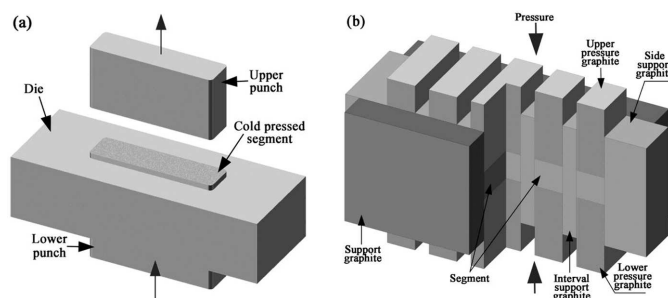 (a)
Upper
punch
Die
Cold pressed
segment
Lower
punch
(b)
Pressure
Upper
pressure
graphite
Side
support
graphite
Support
graphite
Segment
Interval
support
graphite
Lower
pressure
graphite